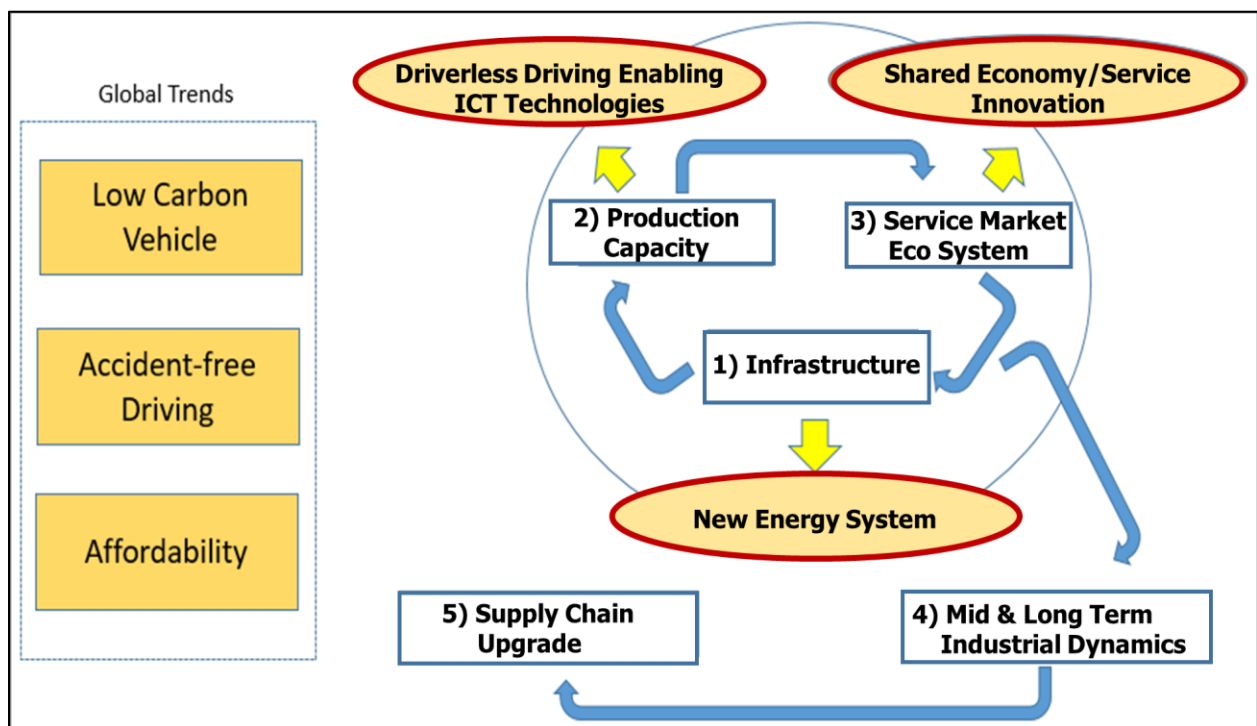 Global Trends
Low Carbon
Vehicle
Accident-free
Driving
Affordability
Driverless Driving Enabling
ICT Technologies
Shared Economy/Service
Innovation
2) Production
Capacity
3) Service Market
Eco System
1) Infrastructure
New Energy System
5) Supply Chain
Upgrade
4) Mid & Long Term
Industrial Dynamics